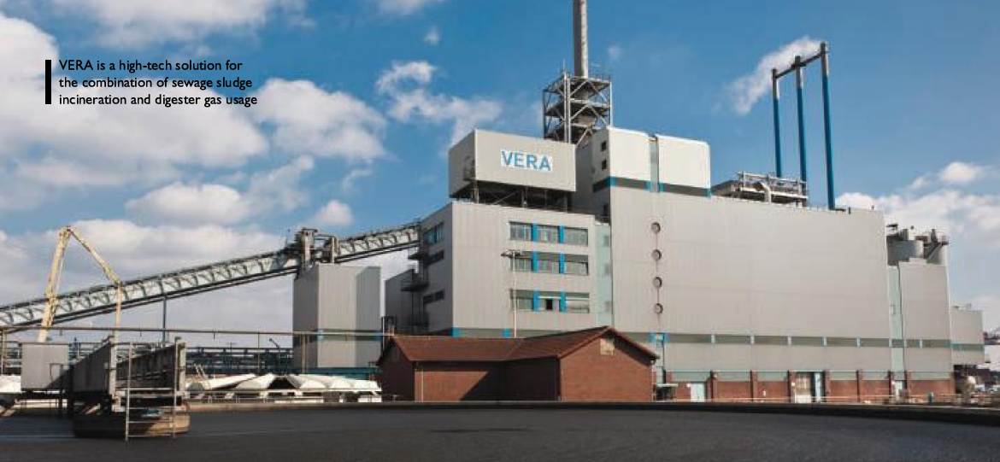 VERA is a high-tech solution for
the combination of sewage sludge
incineration and digester gas usage
VERA